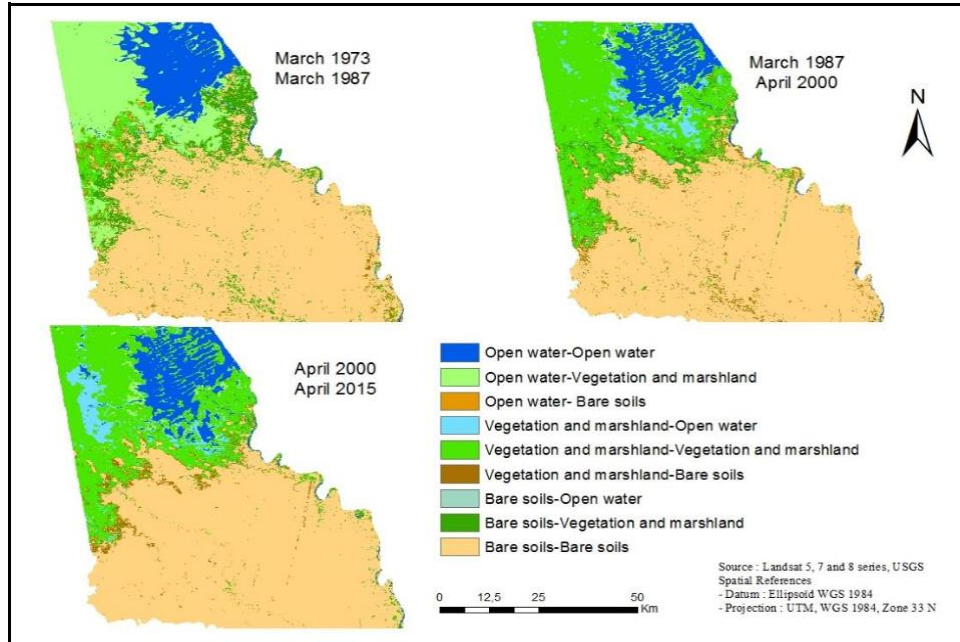 March 1973
March 1987
March 1987
April 2000
N
April 2000
April 2015
Open water-Open water
Open water-Vegetation and marshland
Open water- Bare soils
Vegetation and marshland-Open water
Vegetation and marshland-Vegetation and marshland
Vegetation and marshland-Bare soils
Bare soils-Open water
Bare soils-Vegetation and marshland
Bare soils-Bare soils
0 12,5 25 50
Km
Source : Landsat 5, 7 and 8 series, USGS
Spatial References
- Datum : Ellipsoid WGS 1984
- Projection : UTM, WGS 1984, Zone 33 N